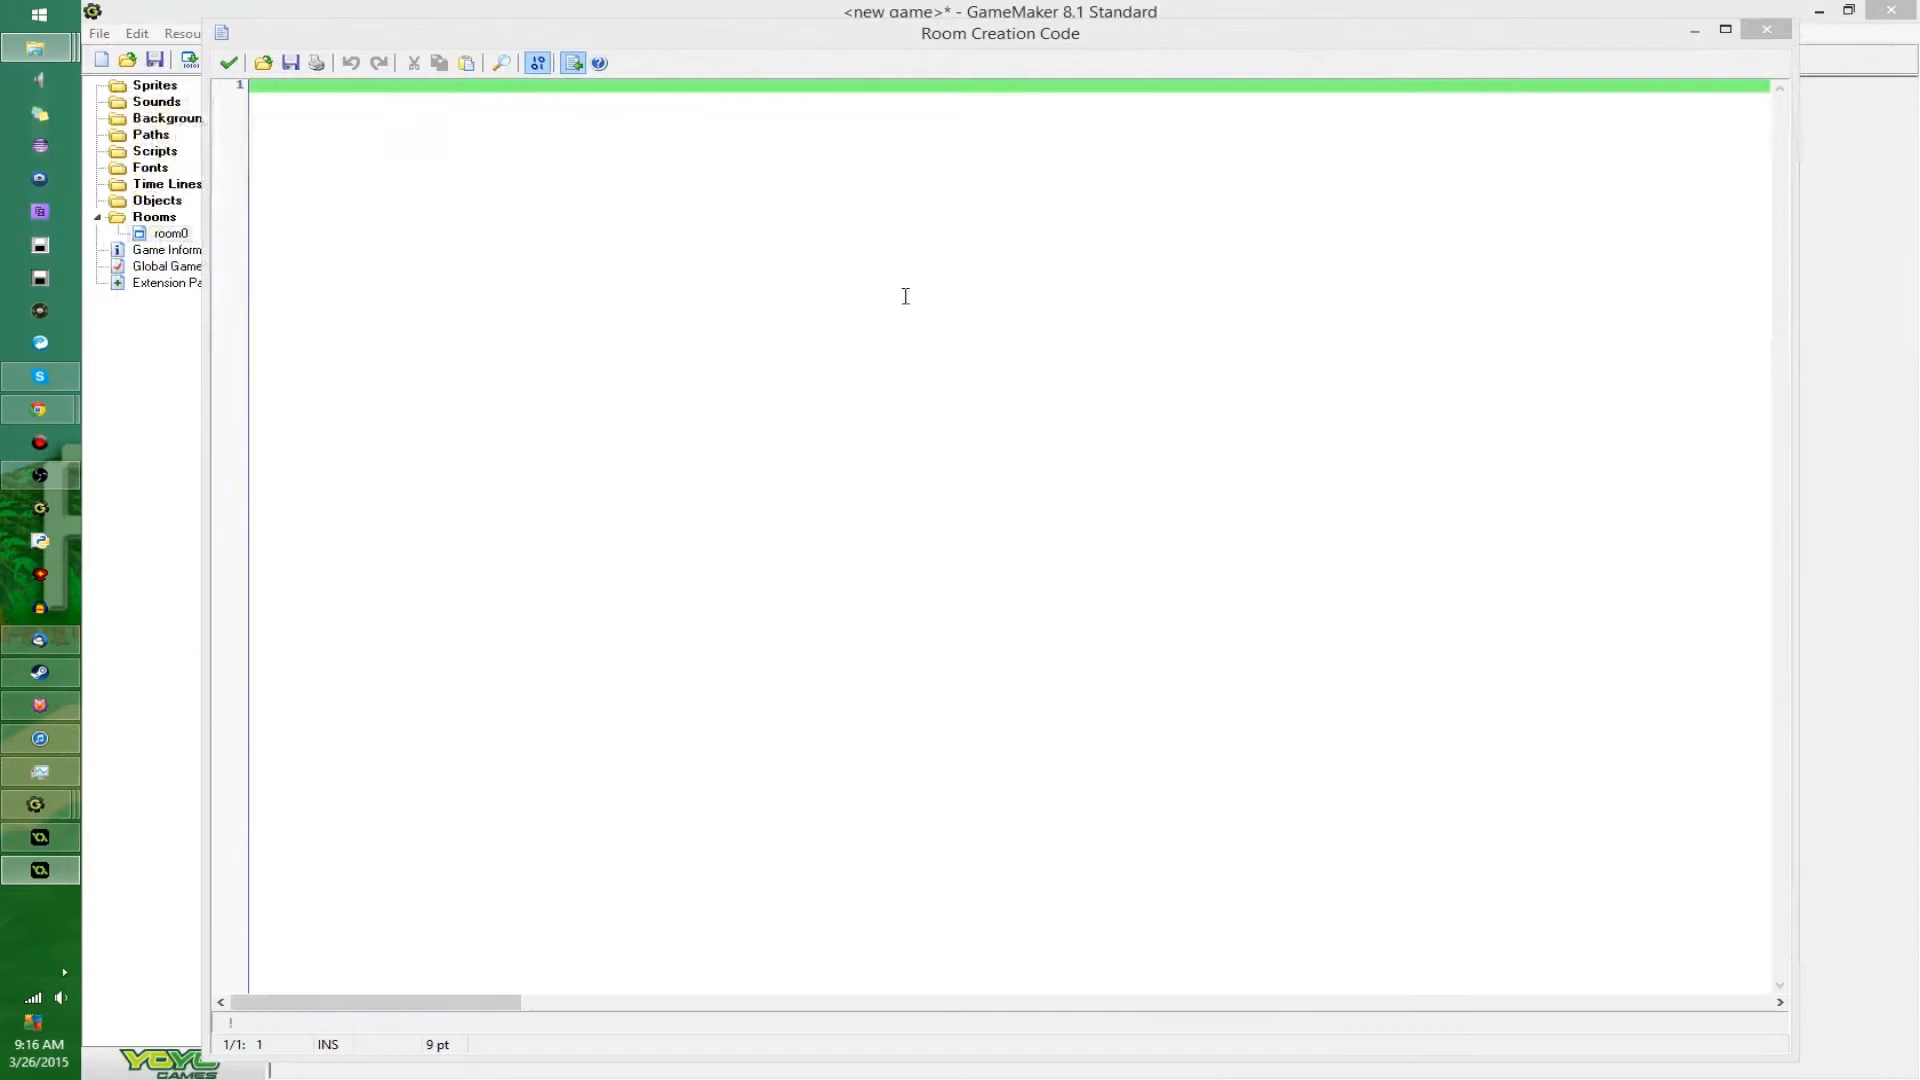 <new game>* - GameMaker 8.1 Standard
File Edit Resou
Room Creation Code
1
Sprites
Sounds
Backgroun
Paths
Scripts
Fonts
Time Lines
Objects
Rooms
room0
Game Inform
Global Game
Extension Pa
!
1/1: 1 INS 9 pt
9:16 AM
3/26/2015
YOYO
GAMES